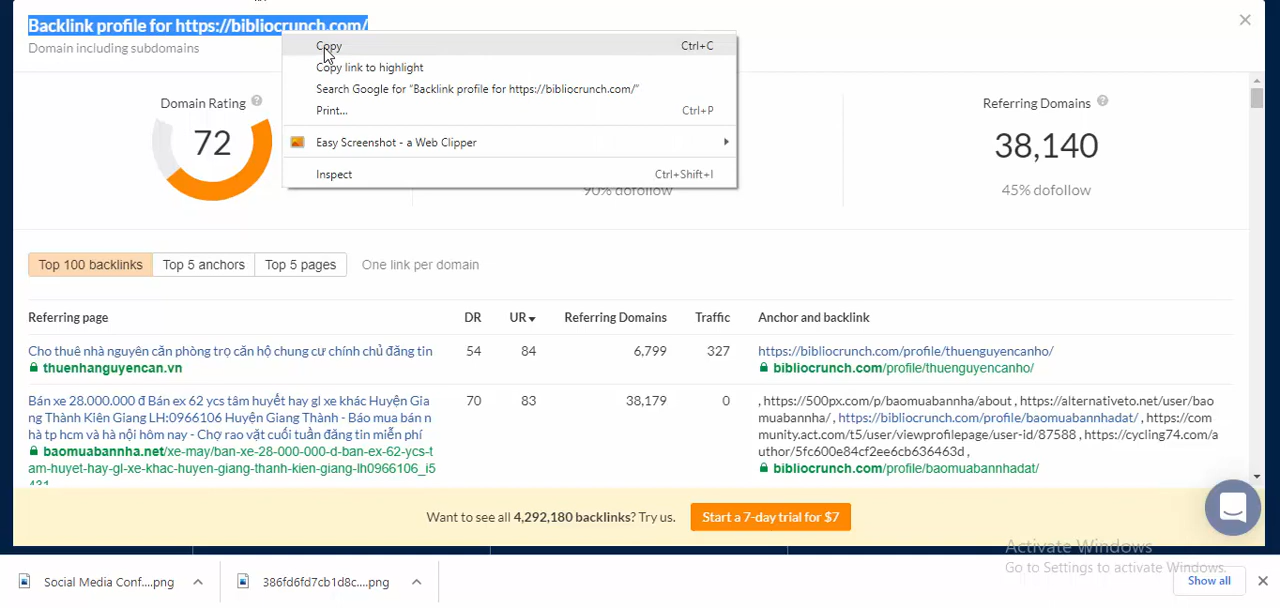 Backlink profile for https://bibliocrunch.com/
Domain including subdomains
Copy Ctrl+C
Copy link to highlight
Search Google for "Backlink profile for https://bibliocrunch.com/"
Print... Ctrl+P
Easy Screenshot - a Web Clipper
Inspect Ctrl+Shift+I
Domain Rating
72
90% dofollow
Referring Domains
38,140
45% dofollow
Top 100 backlinks Top 5 anchors Top 5 pages One link per domain
Referring page DR UR Referring Domains Traffic Anchor and backlink
Cho thuê nhà nguyên căn phòng trọ căn hộ chung cư chính chủ đăng tin 54 84 6,799 327 https://bibliocrunch.com/profile/thuenguyencanho/
thuenhanguyencan.vn bibliocrunch.com/profile/thuenguyencanho/
Bán xe 28.000.000 đ Bán ex 62 ycs tâm huyết hay gl xe khác Huyện Gia 70 83 38,179 0 , https://500px.com/p/baomuabannha/about , https://alternativeto.net/user/bao
ng Thành Kiên Giang LH:0966106 Huyện Giang Thành - Báo mua bán n muabannha/ , https://bibliocrunch.com/profile/baomuabannhadat/ , https://com
hà tp hcm và hà nội hôm nay - Chợ rao vặt cuối tuần đăng tin miễn phí munity.act.com/t5/user/viewprofilepage/user-id/87588 , https://cycling74.com/a
baomuabannha.net/xe-may/ban-xe-28-000-000-d-ban-ex-62-ycs-t uthor/5fc600e84cf2ee6cb636463d ,
am-huyet-hay-gl-xe-khac-huyen-giang-thanh-kien-giang-lh0966106_i5 bibliocrunch.com/profile/baomuabannhadat/
431
Want to see all 4,292,180 backlinks? Try us. Start a 7-day trial for $7
Activate Windows
Go to Settings to activate Windows.
Social Media Conf....png 386fd6fd7cb1d8c....png Show all